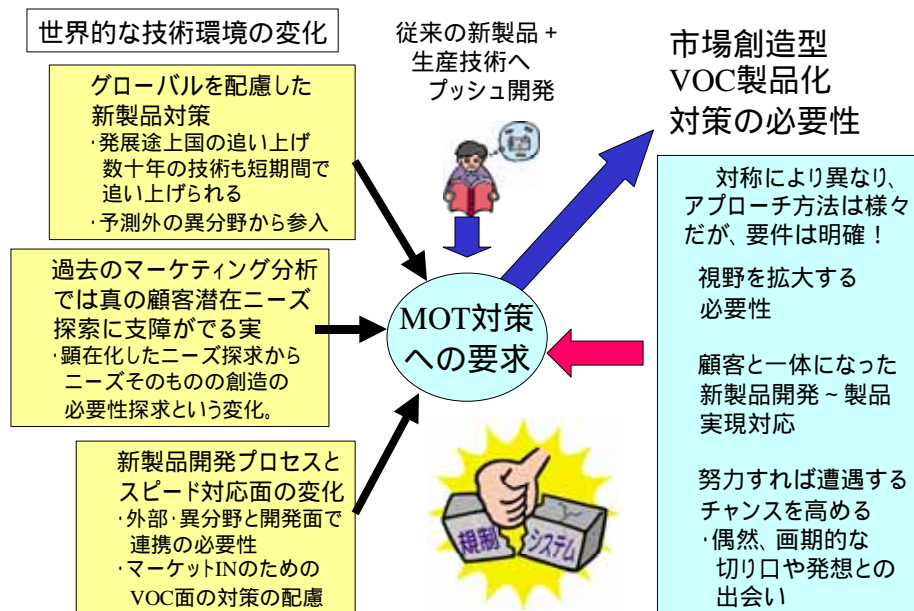 世界的な技術環境の変化
グローバルを配慮した
新製品対策
・発展途上国の追い上げ
数十年の技術も短期間で
追い上げられる
・予測外の異分野から参入
過去のマーケティング分析
では真の顧客潜在ニーズ
探索に支障がでる実
・顕在化したニーズ探求から
ニーズそのものの創造の
必要性探求という変化。
新製品開発プロセスと
スピード対応面の変化
・外部・異分野と開発面で
連携の必要性
・マーケットINのための
VOC面の対策の配慮
従来の新製品+
生産技術へ
プッシュ開発
MOT対策
への要求
規制
システム
市場創造型
VOC製品化
対策の必要性
対称により異なり、
アプローチ方法は様々
だが、要件は明確！
視野を拡大する
必要性
顧客と一体になった
新製品開発~製品
実現対応
努力すれば遭遇する
チャンスを高める
・偶然、画期的な
切り口や発想との
出会い